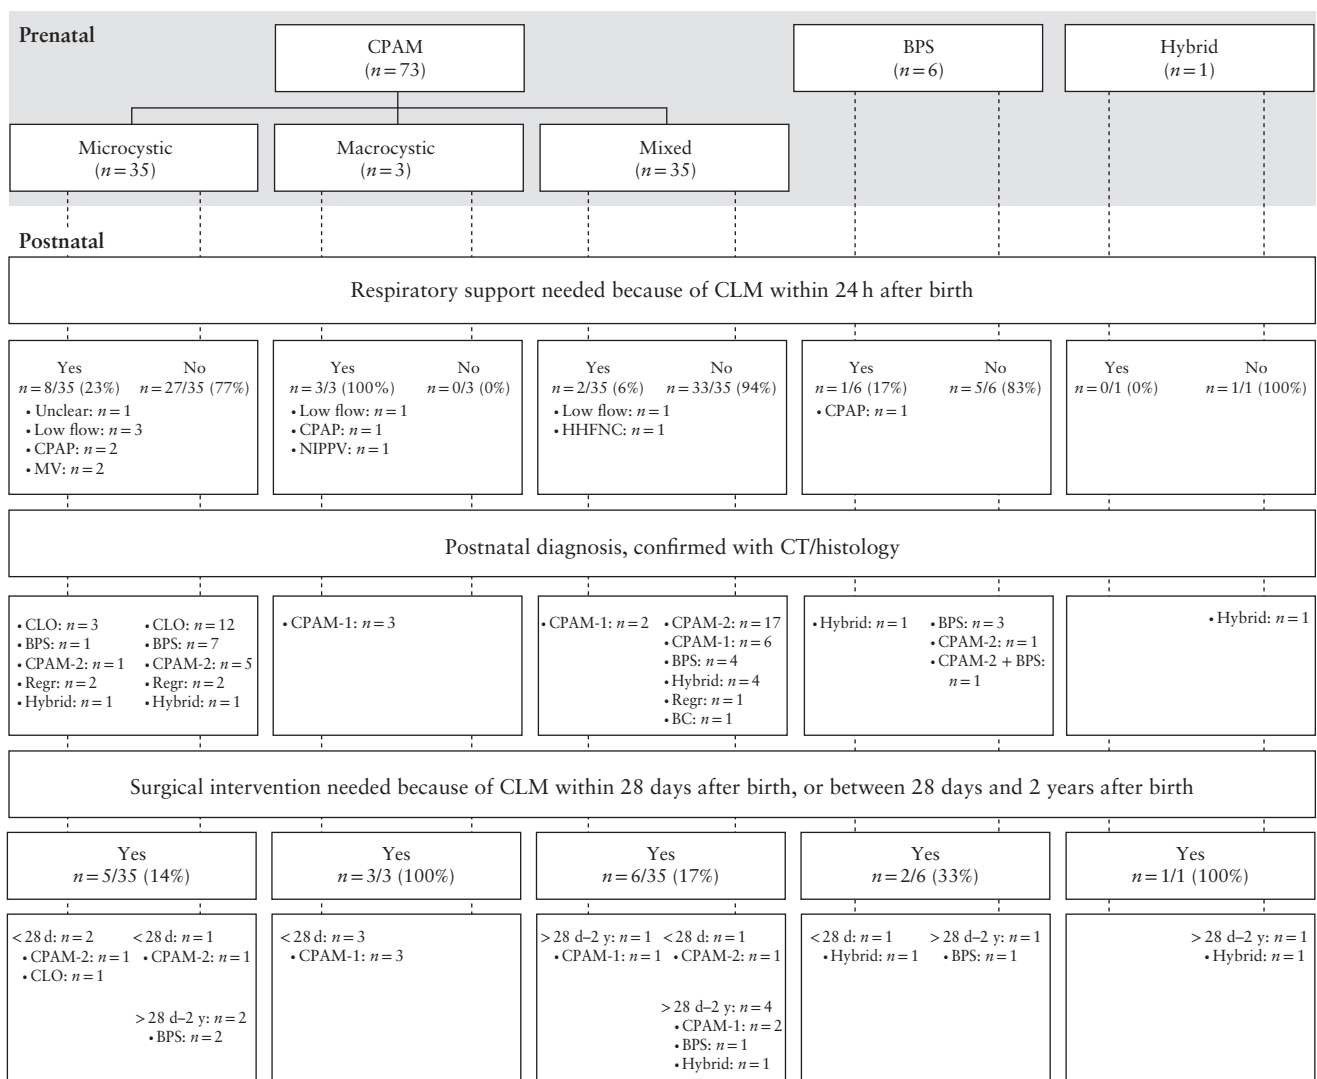 Prenatal
CPAM
(n=73)
BPS
(n=6)
Hybrid
(n=1)
Microcystic
(n=35)
Macrocystic
(n=3)
Mixed
(n=35)
Postnatal
Respiratory support needed because of CLM within 24 h after birth
Yes
n=8/35 (23%)
• Unclear: n=1
• Low flow: n=3
• CPAP: n=2
• MV: n=2
No
n=27/35 (77%)
Yes
n=3/3 (100%)
• Low flow: n=1
• CPAP: n=1
• NIPPV: n=1
No
n=0/3 (0%)
Yes
n=2/35 (6%)
• Low flow: n=1
• HHFNC: n=1
No
n=33/35 (94%)
Yes
n=1/6 (17%)
• CPAP: n=1
No
n=5/6 (83%)
Yes
n=0/1 (0%)
No
n=1/1 (100%)
Postnatal diagnosis, confirmed with CT/histology
• CLO: n=3
• BPS: n=1
• CPAM-2: n=1
• Regr: n=2
• Hybrid: n=1
• CLO: n=12
• BPS: n=7
• CPAM-2: n=5
• Regr: n=2
• Hybrid: n=1
• CPAM-1: n=3
• CPAM-1: n=2
• CPAM-2: n=17
• CPAM-1: n=6
• BPS: n=4
• Hybrid: n=4
• Regr: n=1
• BC: n=1
• Hybrid: n=1
• BPS: n=3
• CPAM-2: n=1
• CPAM-2 + BPS:
n=1
• Hybrid: n=1
Surgical intervention needed because of CLM within 28 days after birth, or between 28 days and 2 years after birth
Yes
n=5/35 (14%)
Yes
n=3/3 (100%)
Yes
n=6/35 (17%)
Yes
n=2/6 (33%)
Yes
n=1/1 (100%)
<28 d: n=2
• CPAM-2: n=1
• CLO: n=1
<28 d: n=1
• CPAM-2: n=1
>28 d–2 y: n=2
• BPS: n=2
<28 d: n=3
• CPAM-1: n=3
>28 d–2 y: n=1
• CPAM-1: n=1
<28 d: n=1
• CPAM-2: n=1
>28 d–2 y: n=4
• CPAM-1: n=2
• BPS: n=1
• Hybrid: n=1
<28 d: n=1
• Hybrid: n=1
>28 d–2 y: n=1
• BPS: n=1
>28 d–2 y: n=1
• Hybrid: n=1